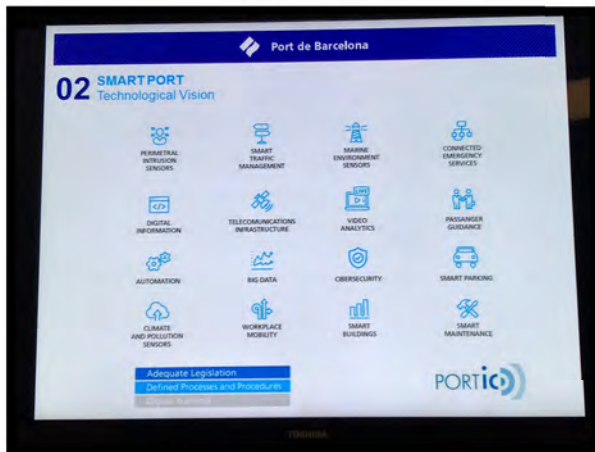 Port de Barcelona
02 SMARTPORT
Technological Vision
PERIMETRAL
INTRUSION
SENSORS
SMART
TRAFFIC
MANAGEMENT
MARINE
ENVIRONMENT
SENSORS
CONNECTED
EMERGENCY
SERVICES
DIGITAL
INFORMATION
TELECOMUNICATIONS
INFRASTRUCTURE
LIVE
VIDEO
ANALYTICS
PASSANGER
GUIDANCE
AUTOMATION
BIG DATA
CIBERSECURITY
SMART PARKING
CLIMATE
AND POLLUTION
SENSORS
WORKPLACE
MOBILITY
SMART
BUILDINGS
SMART
MAINTENANCE
Adequate Legislation
Defined Processes and Procedures
PORTic
TOSHIBA